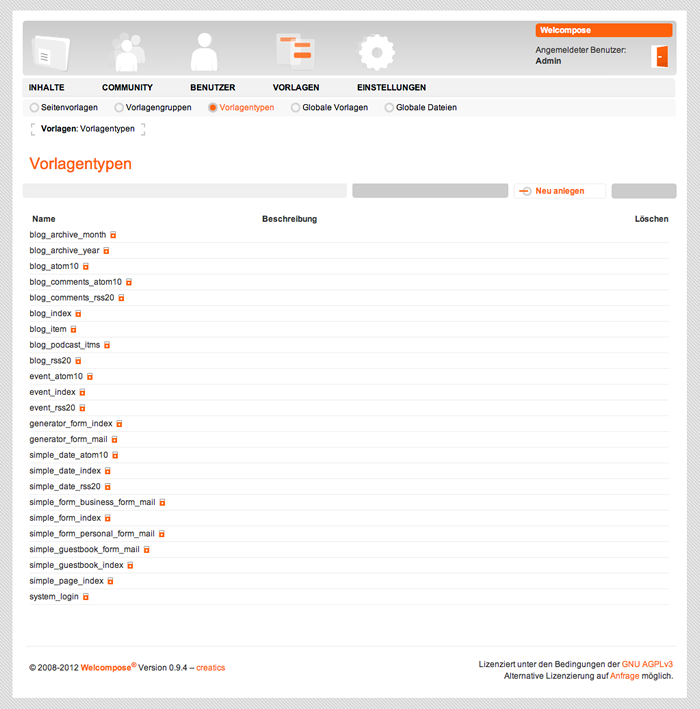 Welcompose
Angemeldeter Benutzer:
Admin
INHALTE COMMUNITY BENUTZER VORLAGEN EINSTELLUNGEN
Seitenvorlagen Vorlagengruppen Vorlagentypen Globale Vorlagen Globale Dateien
Vorlagen: Vorlagentypen
Vorlagentypen
Neu anlegen
Name Beschreibung Löschen
blog_archive_month
blog_archive_year
blog_atom10
blog_comments_atom10
blog_comments_rss20
blog_index
blog_item
blog_podcast_itms
blog_rss20
event_atom10
event_index
event_rss20
generator_form_index
generator_form_mail
simple_date_atom10
simple_date_index
simple_date_rss20
simple_form_business_form_mail
simple_form_index
simple_form_personal_form_mail
simple_guestbook_form_mail
simple_guestbook_index
simple_page_index
system_login
© 2008-2012 Welcompose® Version 0.9.4 – creatics
Lizenziert unter den Bedingungen der GNU AGPLv3
Alternative Lizenzierung auf Anfrage möglich.